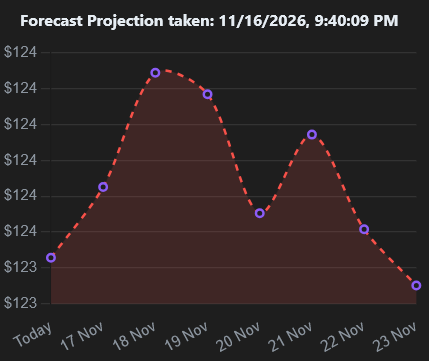 Forecast Projection taken: 11/16/2026, 9:40:09 PM
$124
$124
$124
$124
$124
$124
$123
$123
Today
17 Nov
18 Nov
19 Nov
20 Nov
21 Nov
22 Nov
23 Nov